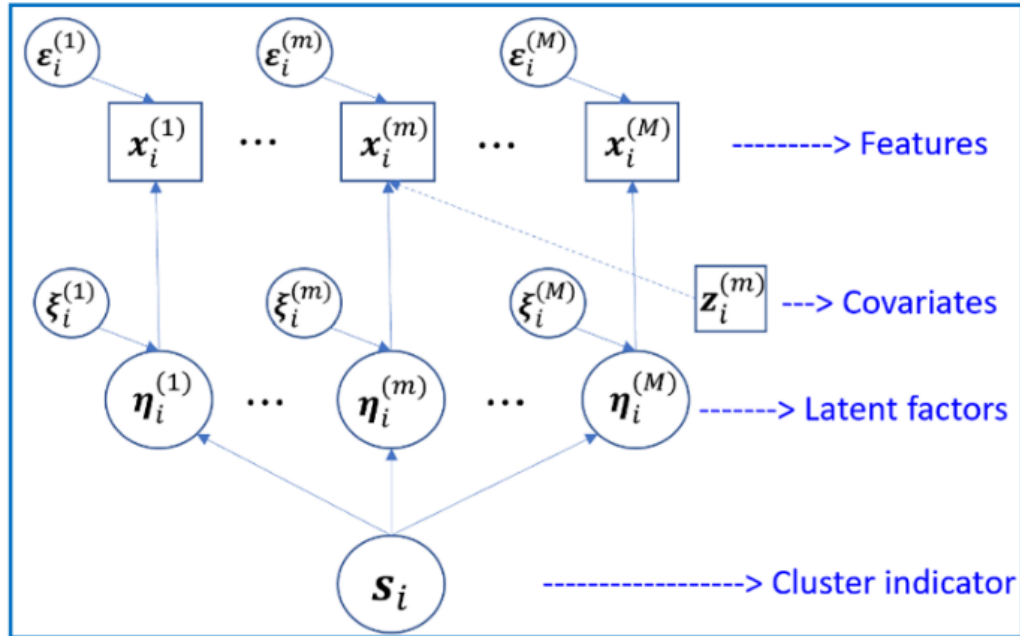 ε_i^(1) ε_i^(m) ε_i^(M)
x_i^(1) ... x_i^(m) ... x_i^(M) ---------> Features
ξ_i^(1) ξ_i^(m) ξ_i^(M) z_i^(m) ---> Covariates
η_i^(1) ... η_i^(m) ... η_i^(M) -------> Latent factors
s_i -----------------> Cluster indicator